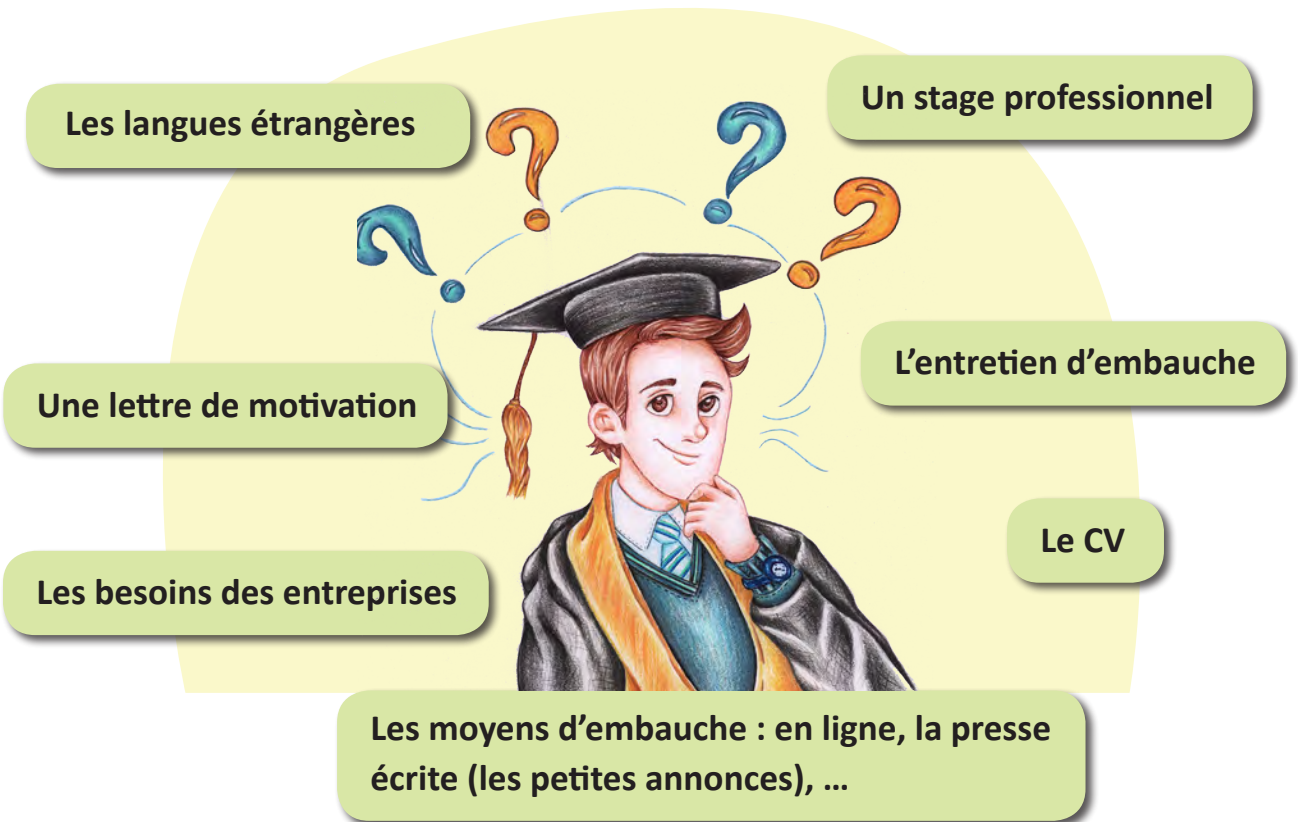 Les langues étrangères
Un stage professionnel
Une lettre de motivation
L'entretien d'embauche
Les besoins des entreprises
Le CV
Les moyens d'embauche : en ligne, la presse
écrite (les petites annonces), ...